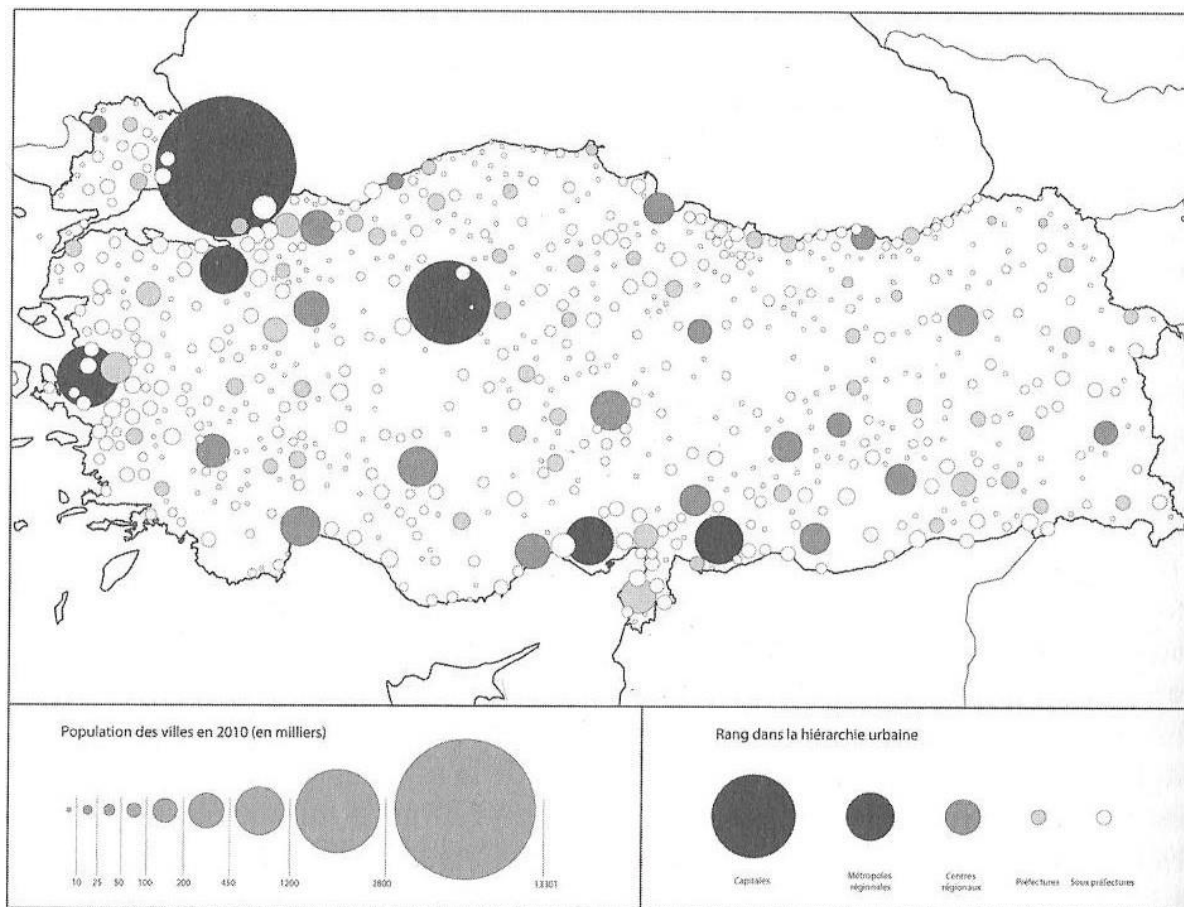 Population des villes en 2010 (en milliers)
10 25 50 100 200 450 1200 2800 13301
Rang dans la hiérarchie urbaine
Capitales
Métropoles
régionales
Centres
régionaux
Préfectures
Sous préfectures